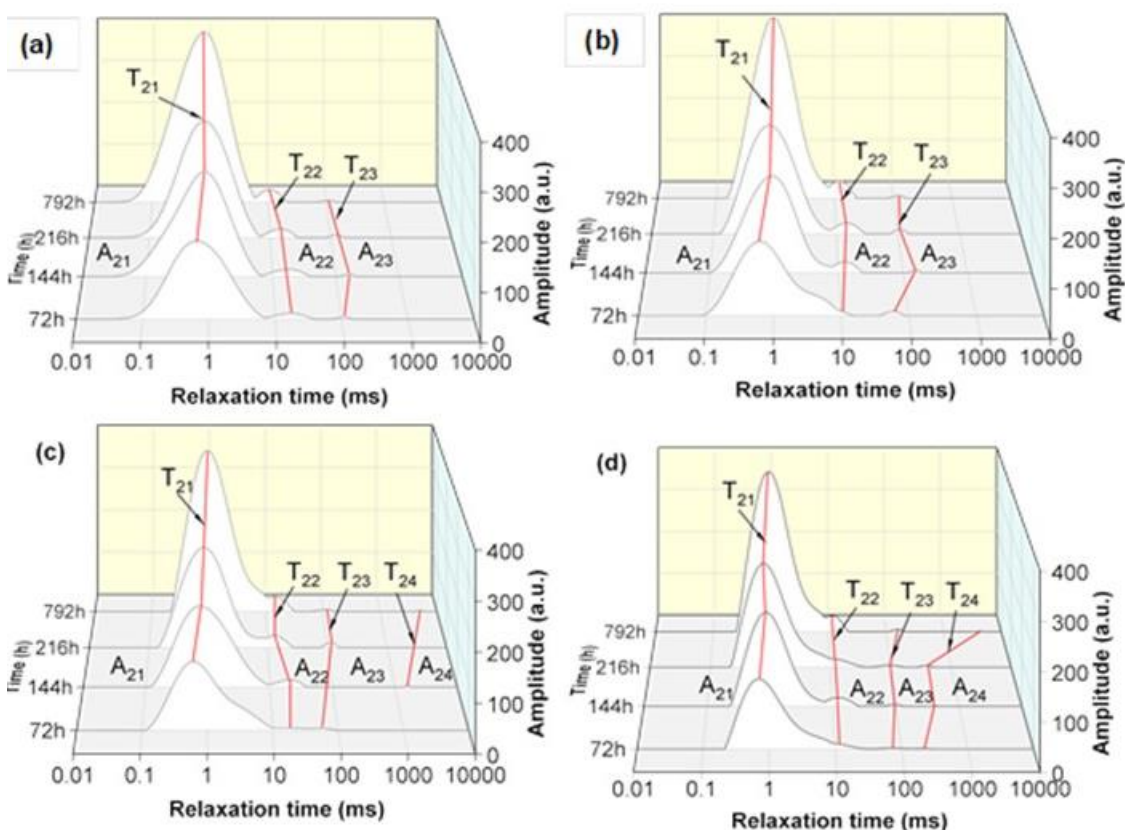 (a)
T21
T22
T23
A21
A22
A23
792h
216h
144h
72h
Time (h)
400
300
200
100
0
Amplitude (a.u.)
0.01 0.1 1 10 100 1000 10000
Relaxation time (ms)
(b)
T21
T22
T23
A21
A22
A23
792h
216h
144h
72h
Time (h)
400
300
200
100
0
Amplitude (a.u.)
0.01 0.1 1 10 100 1000 10000
Relaxation time (ms)
(c)
T21
T22
T23
T24
A21
A22
A23
A24
792h
216h
144h
72h
Time (h)
400
300
200
100
0
Amplitude (a.u.)
0.01 0.1 1 10 100 1000 10000
Relaxation time (ms)
(d)
T21
T22
T23
T24
A21
A22
A23
A24
792h
216h
144h
72h
Time (h)
400
300
200
100
0
Amplitude (a.u.)
0.01 0.1 1 10 100 1000 10000
Relaxation time (ms)